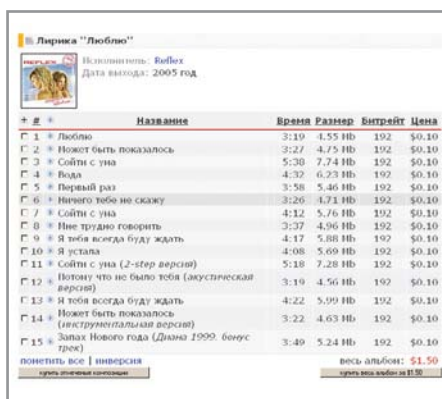 Лирика "Люблю"
REFLEX
Исполнитель: Reflex
Дата выхода: 2005 год
+ # Название Время Размер Битрейт Цена
1 Люблю 3:19 4.55 Mb 192 $0.10
2 Может быть показалось 3:27 4.75 Mb 192 $0.10
3 Сойти с ума 5:38 7.74 Mb 192 $0.10
4 Вода 4:32 6.23 Mb 192 $0.10
5 Первый раз 3:58 5.46 Mb 192 $0.10
6 Ничего тебе не скажу 3:26 4.71 Mb 192 $0.10
7 Сойти с ума 4:12 5.76 Mb 192 $0.10
8 Мне трудно говорить 3:37 4.96 Mb 192 $0.10
9 Я тебя всегда буду ждать 4:17 5.88 Mb 192 $0.10
10 Я устала 4:08 5.69 Mb 192 $0.10
11 Сойти с ума (2-step версия) 5:18 7.28 Mb 192 $0.10
12 Потому что не было тебя (акустическая
версия) 3:19 4.56 Mb 192 $0.10
13 Я тебя всегда буду ждать 4:22 5.99 Mb 192 $0.10
14 Может быть показалось
(инструментальная версия) 3:22 4.63 Mb 192 $0.10
15 Запах Нового года (Диана 1999. бонус
трек) 3:49 5.24 Mb 192 $0.10
пометить все | инверсия весь альбом: $1.50
купить отмеченные композиции купить весь альбом за $1.50